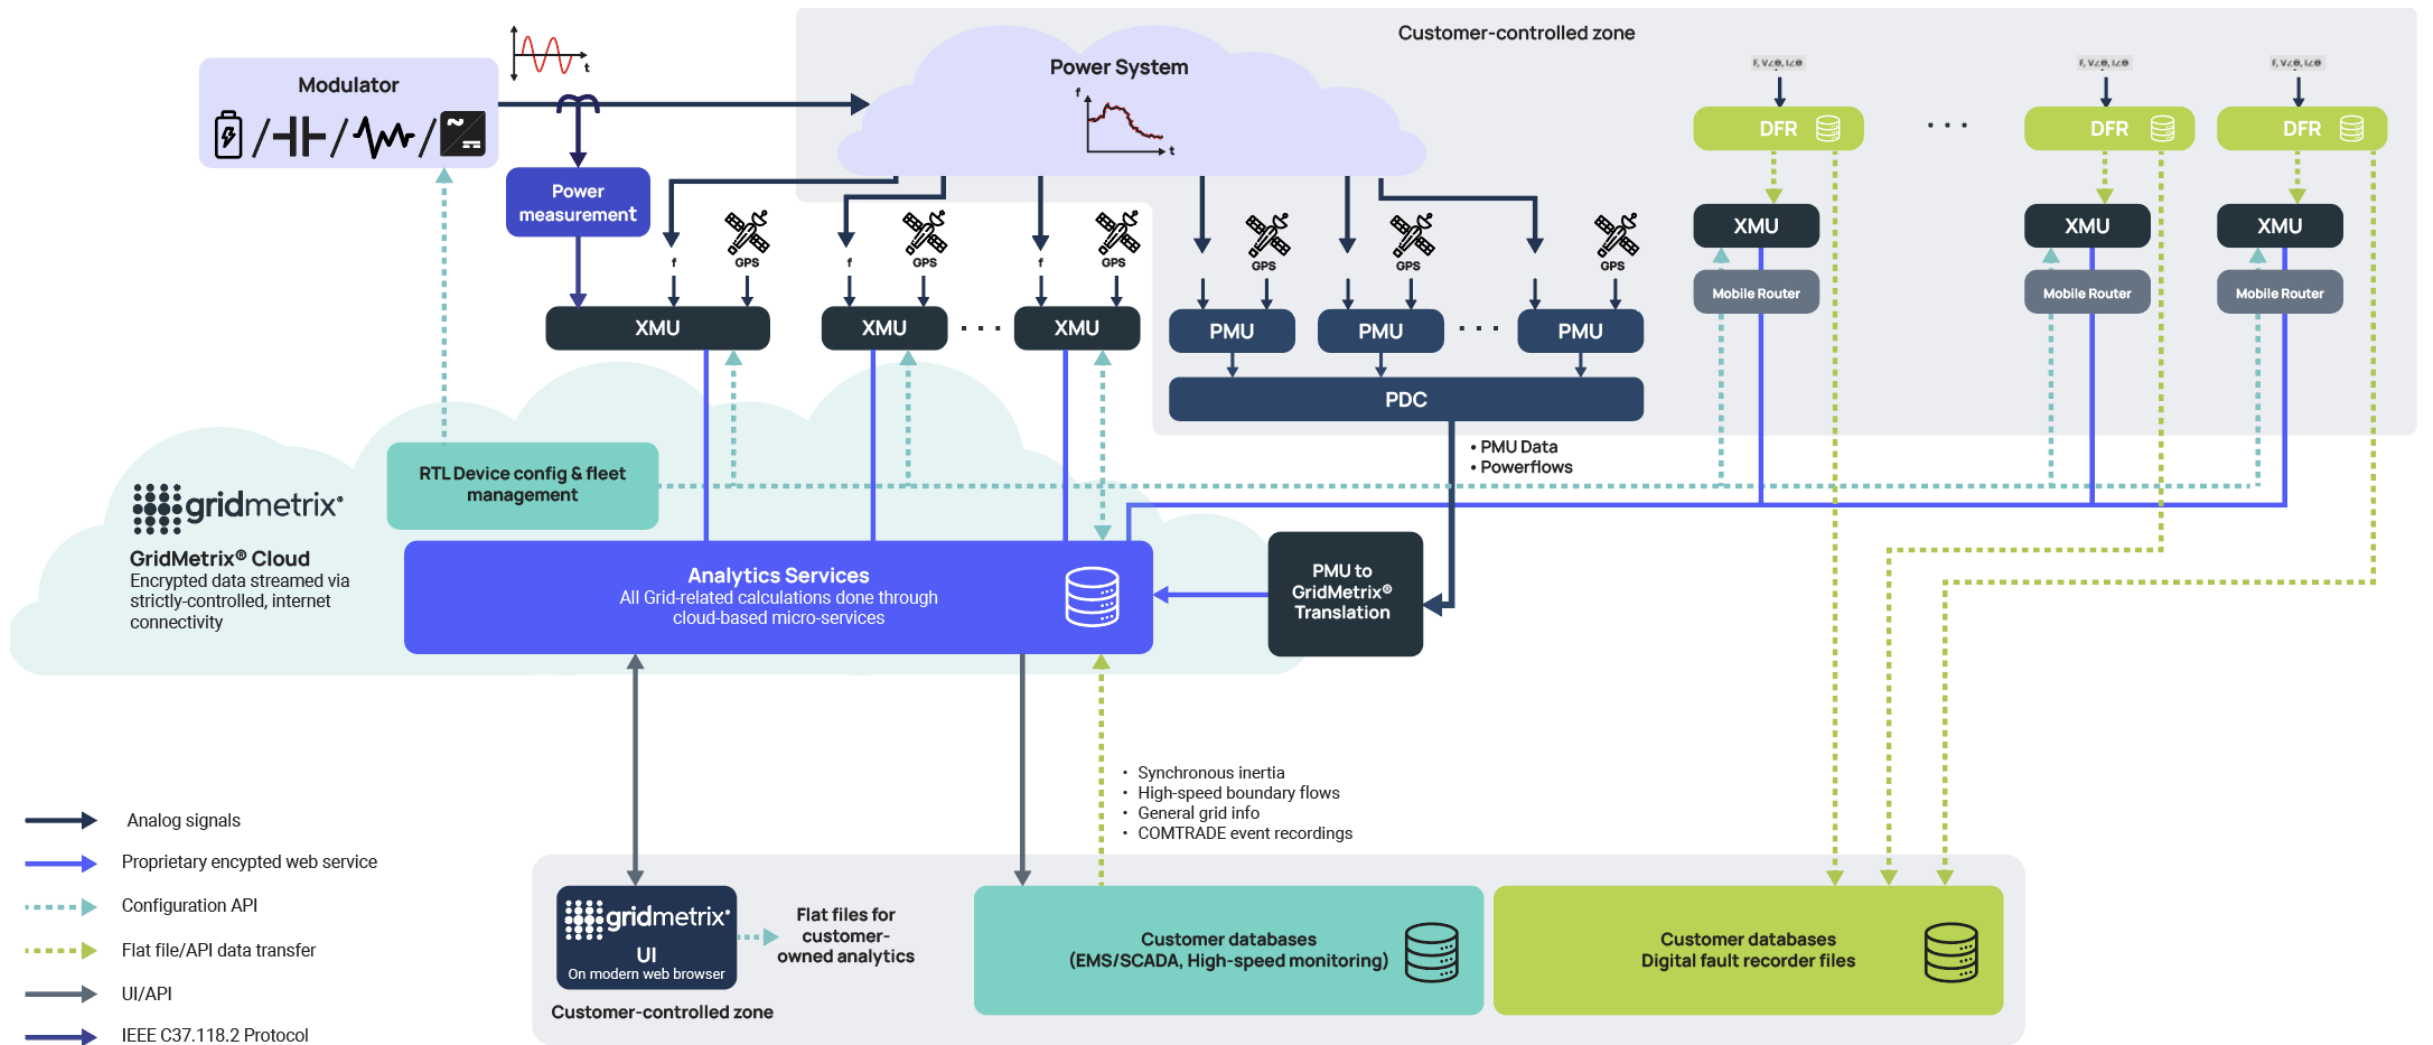 Customer-controlled zone
Modulator
t
Power System
f
t
F, V∠Θ, I∠Θ
F, V∠Θ, I∠Θ
F, V∠Θ, I∠Θ
DFR
. . .
DFR
DFR
Power
measurement
XMU
XMU
XMU
f
GPS
f
GPS
f
GPS
GPS
GPS
GPS
Mobile Router
Mobile Router
Mobile Router
XMU
XMU
. . .
XMU
PMU
PMU
. . .
PMU
PDC
• PMU Data
• Powerflows
RTL Device config & fleet
management
gridmetrix®
GridMetrix® Cloud
Encrypted data streamed via
strictly-controlled, internet
connectivity
Analytics Services
All Grid-related calculations done through
cloud-based micro-services
PMU to
GridMetrix®
Translation
• Synchronous inertia
• High-speed boundary flows
• General grid info
• COMTRADE event recordings
Analog signals
Proprietary encrypted web service
Configuration API
Flat file/API data transfer
UI/API
IEEE C37.118.2 Protocol
gridmetrix®
UI
On modern web browser
Flat files for
customer-
owned analytics
Customer-controlled zone
Customer databases
(EMS/SCADA, High-speed monitoring)
Customer databases
Digital fault recorder files